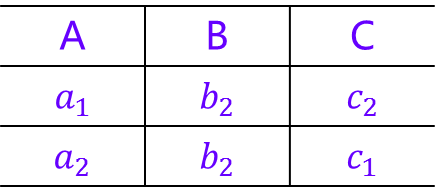 A B C
a₁ b₂ c₂
a₂ b₂ c₁